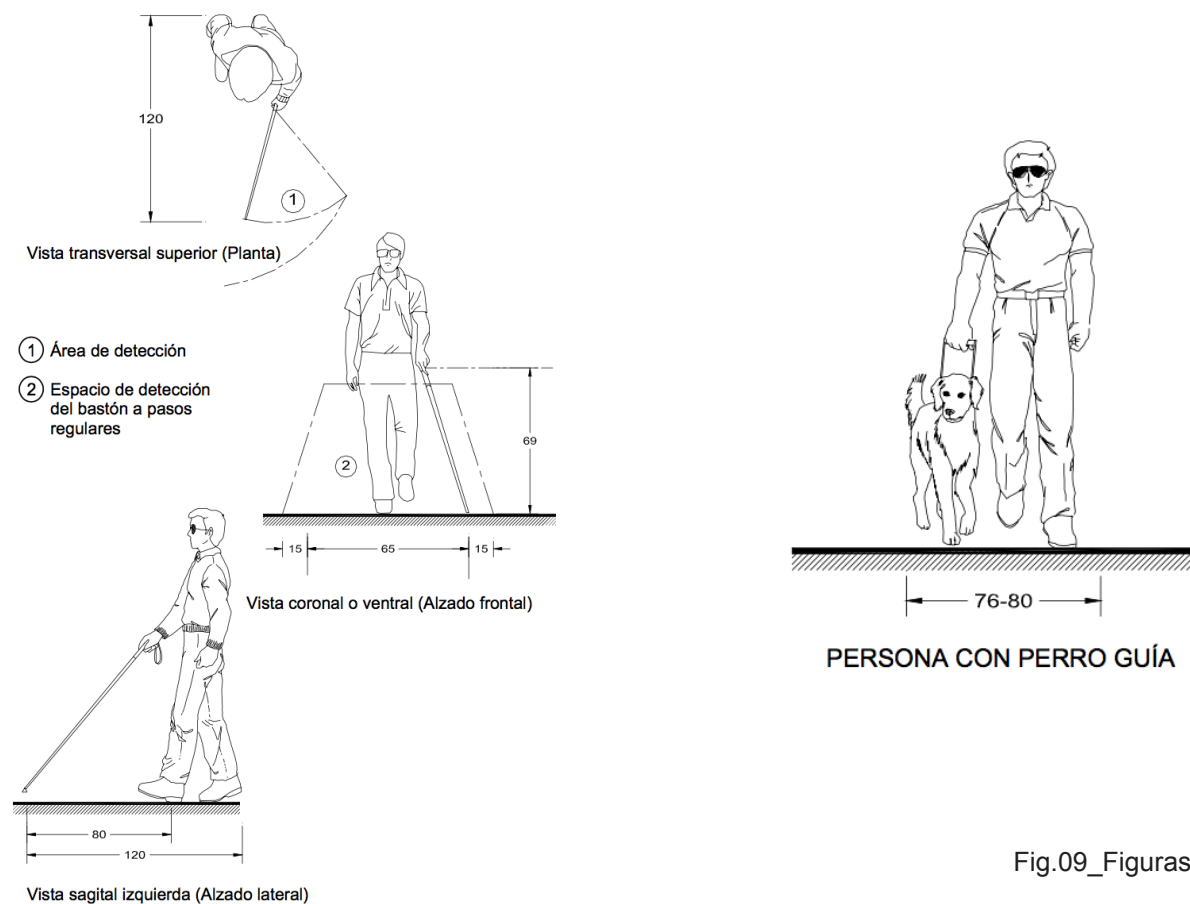 120
1
Vista transversal superior (Planta)
1 Área de detección
2 Espacio de detección
del bastón a pasos
regulares
2
69
15 65 15
Vista coronal o ventral (Alzado frontal)
80
120
Vista sagital izquierda (Alzado lateral)
76-80
PERSONA CON PERRO GUÍA
Fig.09_Figuras